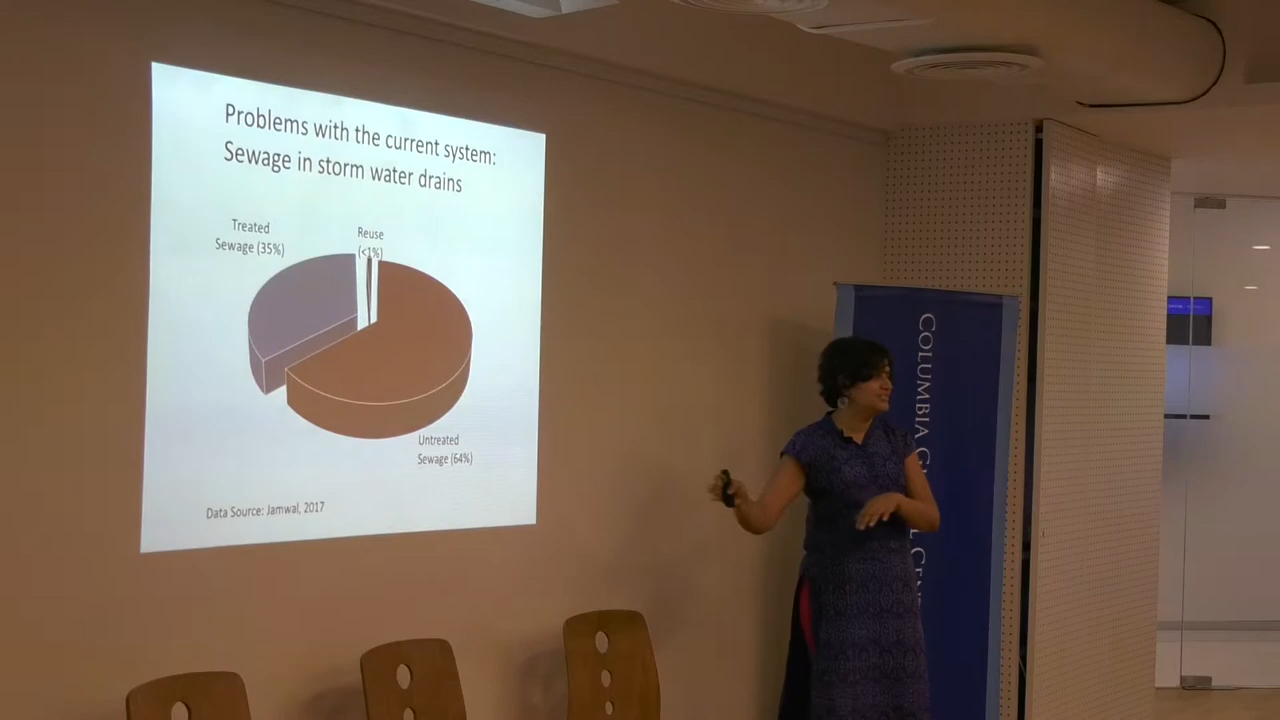 Problems with the current system:
Sewage in storm water drains
Treated
Sewage (35%)
Reuse
(<1%)
Untreated
Sewage (64%)
Data Source: Jamwal, 2017
COLUMBIA